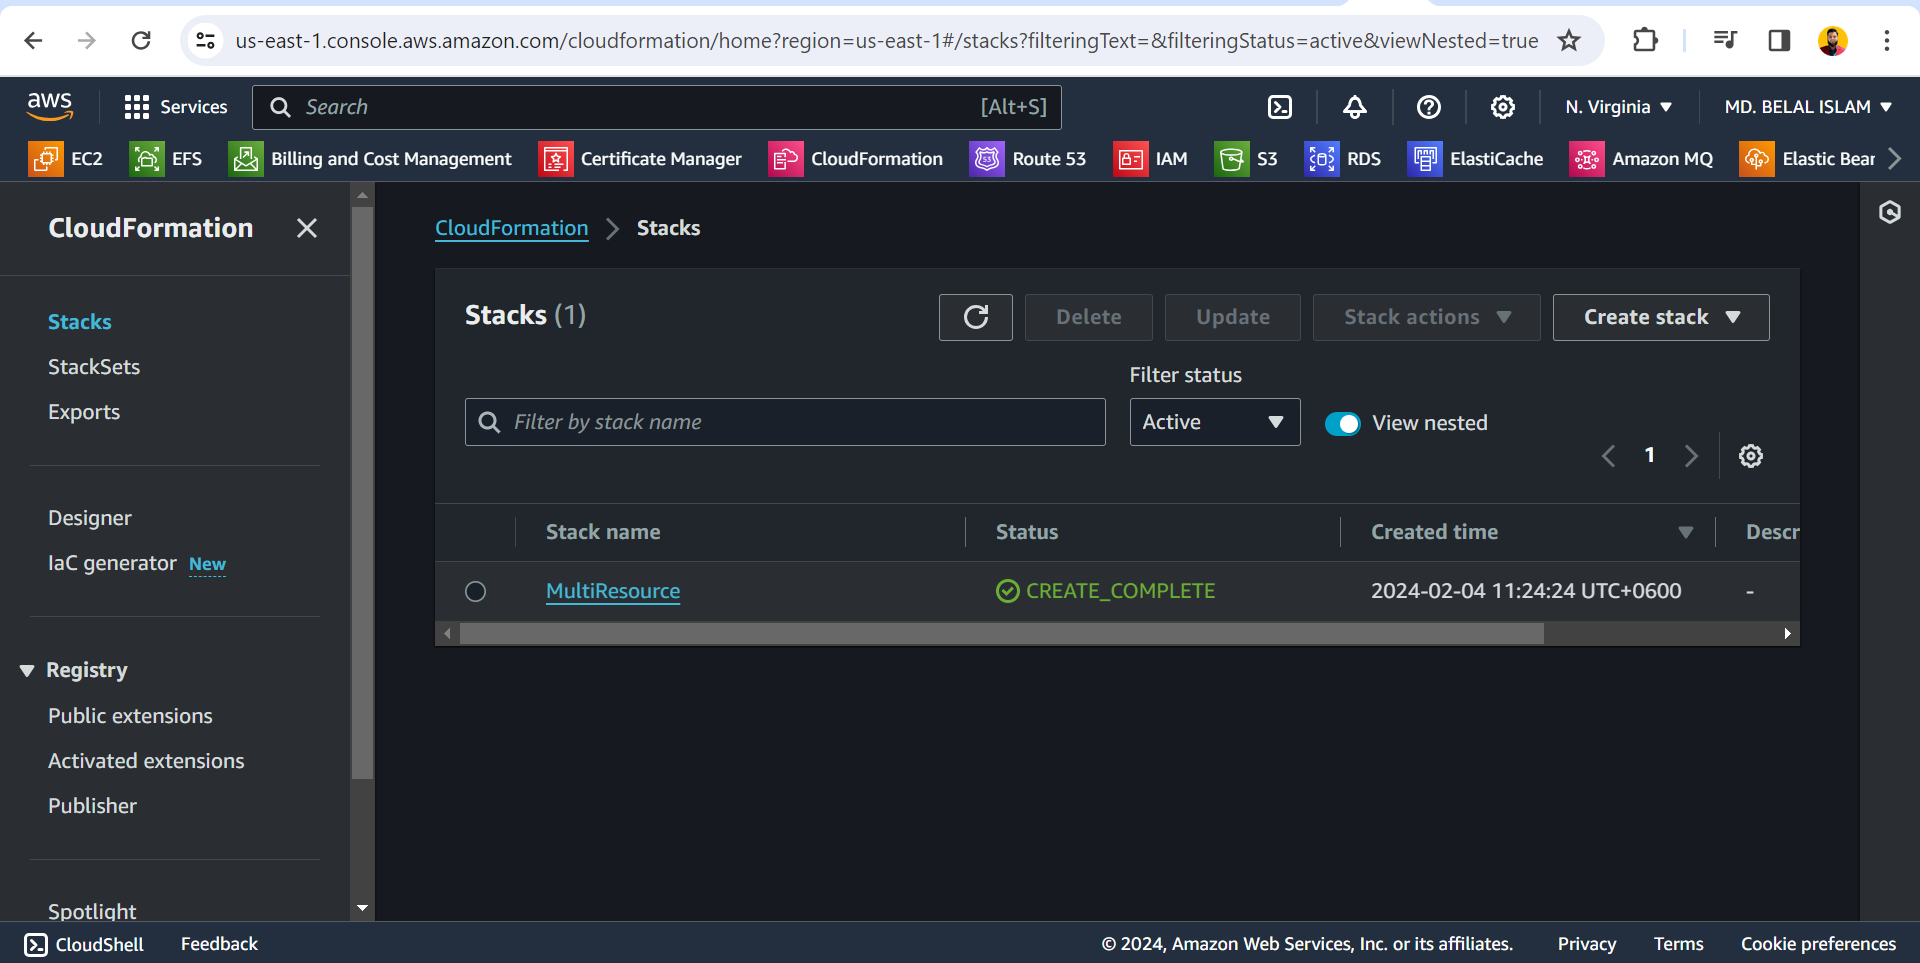 us-east-1.console.aws.amazon.com/cloudformation/home?region=us-east-1#/stacks?filteringText=&filteringStatus=active&viewNested=true
aws Services Search [Alt+S] N. Virginia MD. BELAL ISLAM
EC2 EFS Billing and Cost Management Certificate Manager CloudFormation Route 53 IAM S3 RDS ElastiCache Amazon MQ Elastic Bear
CloudFormation
Stacks
StackSets
Exports
Designer
IaC generator New
Registry
Public extensions
Activated extensions
Publisher
Spotlight
CloudFormation Stacks
Stacks (1) Delete Update Stack actions Create stack
Filter status
Filter by stack name Active View nested
1
Stack name Status Created time Descr
MultiResource CREATE_COMPLETE 2024-02-04 11:24:24 UTC+0600 -
CloudShell Feedback © 2024, Amazon Web Services, Inc. or its affiliates. Privacy Terms Cookie preferences